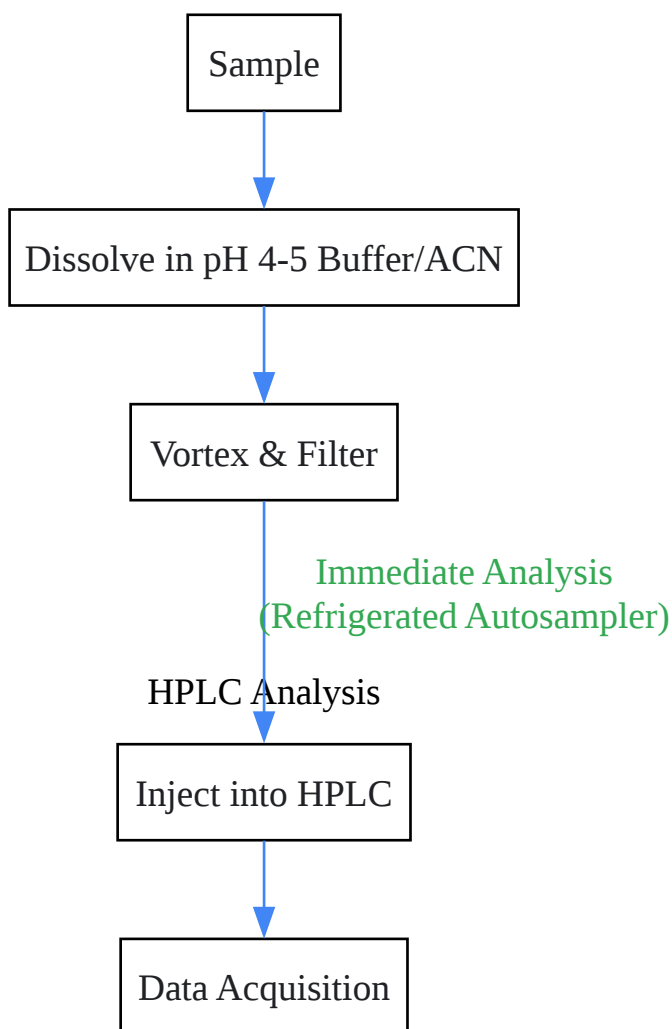 Sample
Dissolve in pH 4-5 Buffer/ACN
Vortex & Filter
Immediate Analysis
(Refrigerated Autosampler)
HPLC Analysis
Inject into HPLC
Data Acquisition